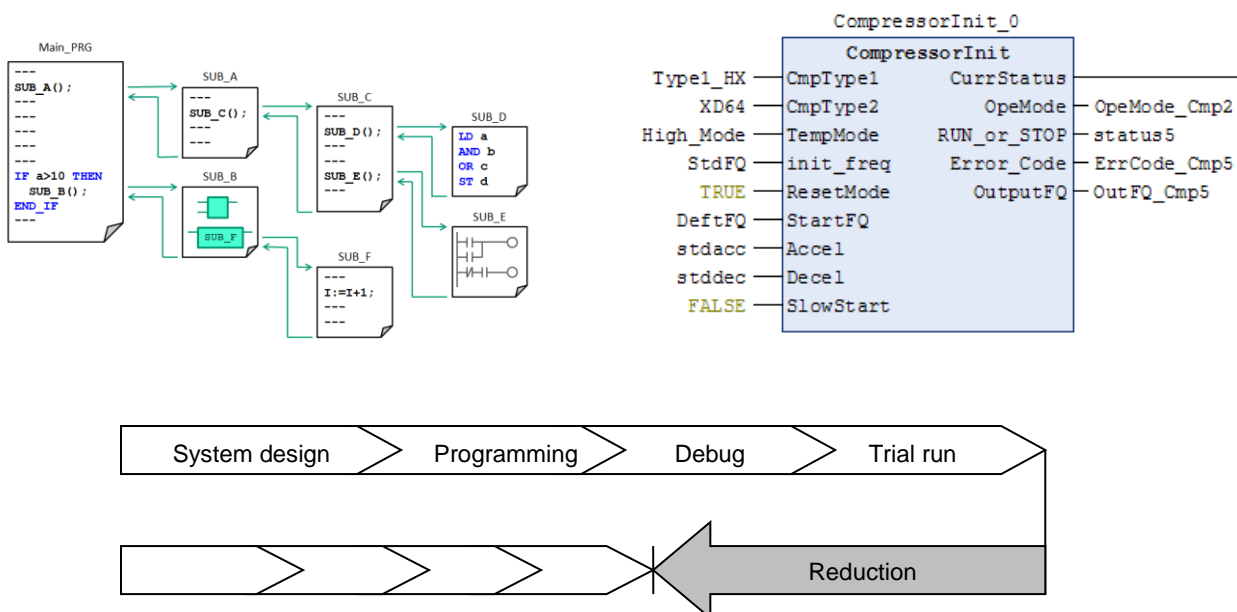 Main_PRG
---
SUB_A();
---
---
---
---
---
IF a>10 THEN
SUB_B();
END_IF
---
SUB_A
---
SUB_C();
---
---
SUB_B
SUB_F
SUB_C
---
SUB_D();
---
---
SUB_E();
---
---
SUB_D
LD a
AND b
OR c
ST d
SUB_E
SUB_F
---
I:=I+1;
---
---
CompressorInit_0
CompressorInit
Type1_HX CmpType1 CurrStatus
XD64 CmpType2 OpeMode OpeMode_Cmp2
High_Mode TempMode RUN_or_STOP status5
StdFQ init_freq Error_Code ErrCode_Cmp5
TRUE ResetMode OutputFQ OutFQ_Cmp5
DeftFQ StartFQ
stdacc Accel
stddec Decel
FALSE SlowStart
System design Programming Debug Trial run
Reduction